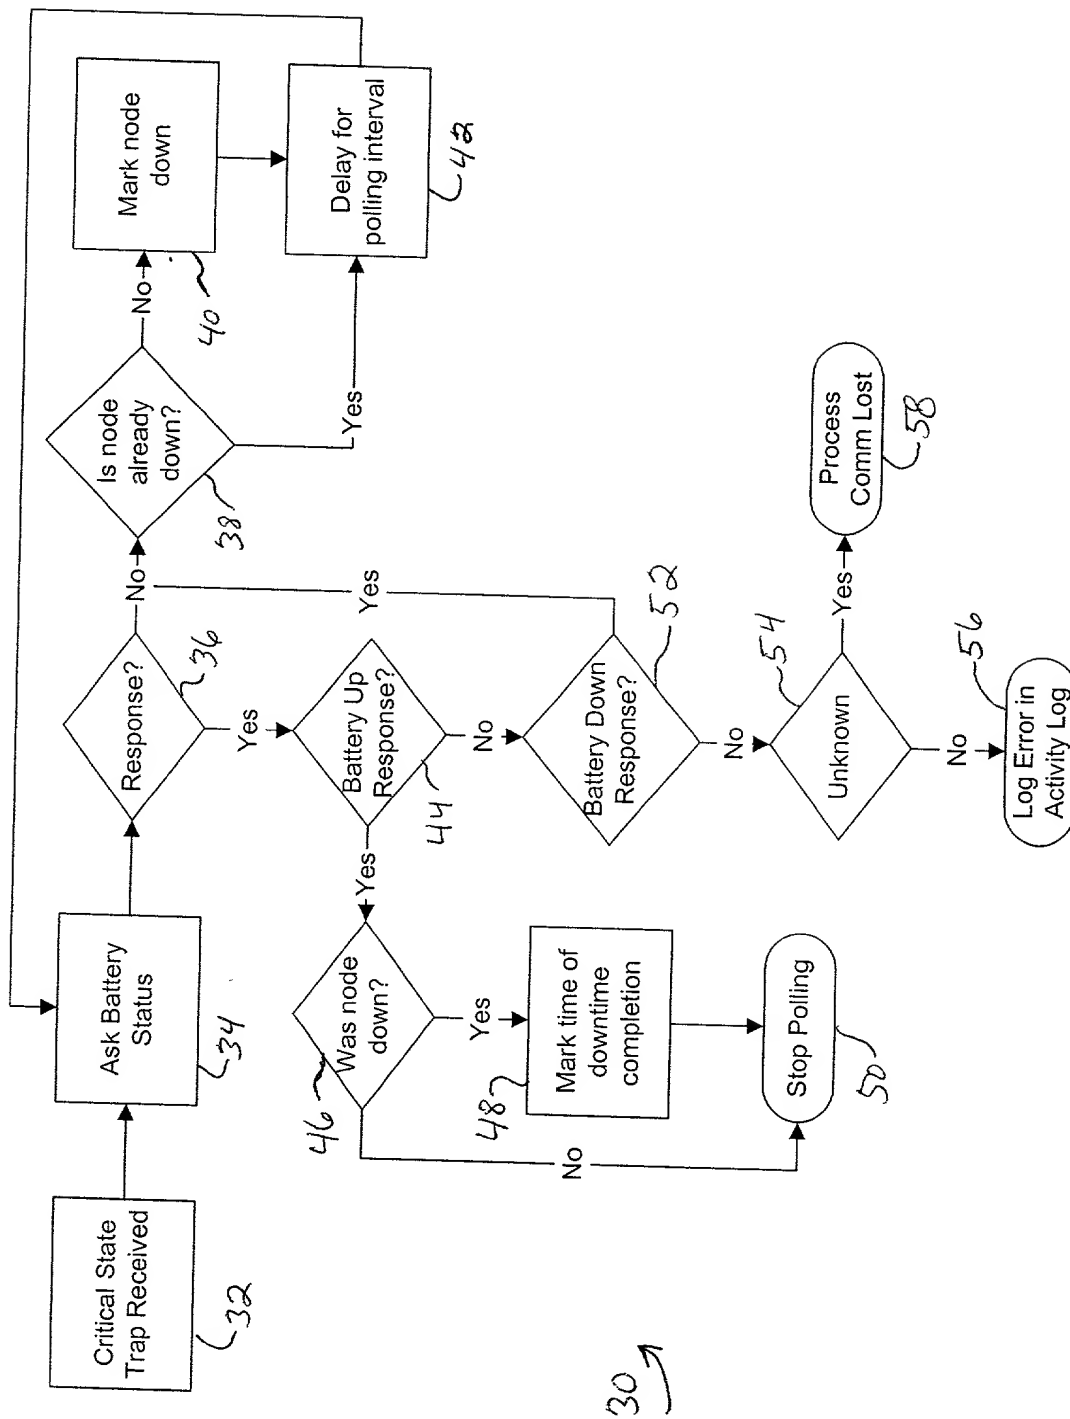 Critical State
Trap Received
32
Ask Battery
Status
34
Response?
36
No
Yes
Is node
already
down?
38
No
Yes
Mark node
down
40
Delay for
polling interval
42
Battery Up
Response?
44
Yes
No
Was node
down?
46
Yes
No
Mark time of
downtime
completion
48
Stop Polling
50
Battery Down
Response?
52
Yes
No
Unknown
54
Yes
No
Log Error in
Activity Log
56
Process
Comm Lost
58
30